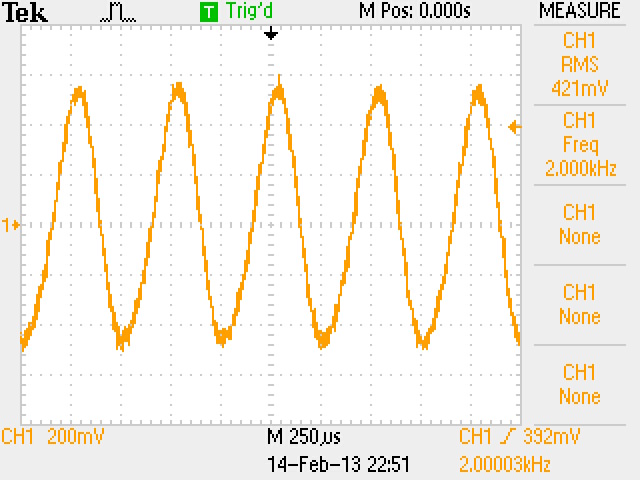 Tek T Trig'd M Pos: 0.000s MEASURE
CH1
RMS
421mV
CH1
Freq
2.000kHz
1
CH1
None
CH1
None
CH1
None
CH1 200mV M 250µs CH1 392mV
14-Feb-13 22:51 2.00003kHz